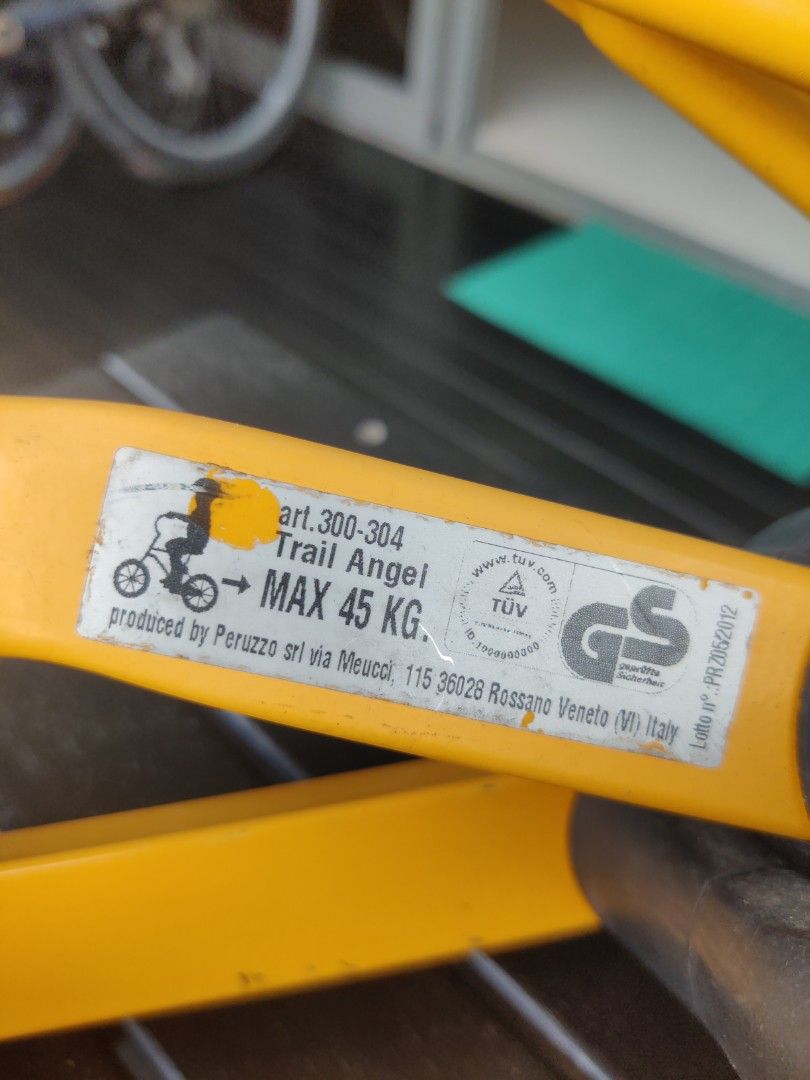 art.300-304
Trail Angel
MAX 45 KG.
produced by Peruzzo srl via Meucci, 115 36028 Rossano Veneto (VI) Italy
www.tuv.com
TÜV
GS
geprüfte
Sicherheit
Lotto n°.:PRZ052012